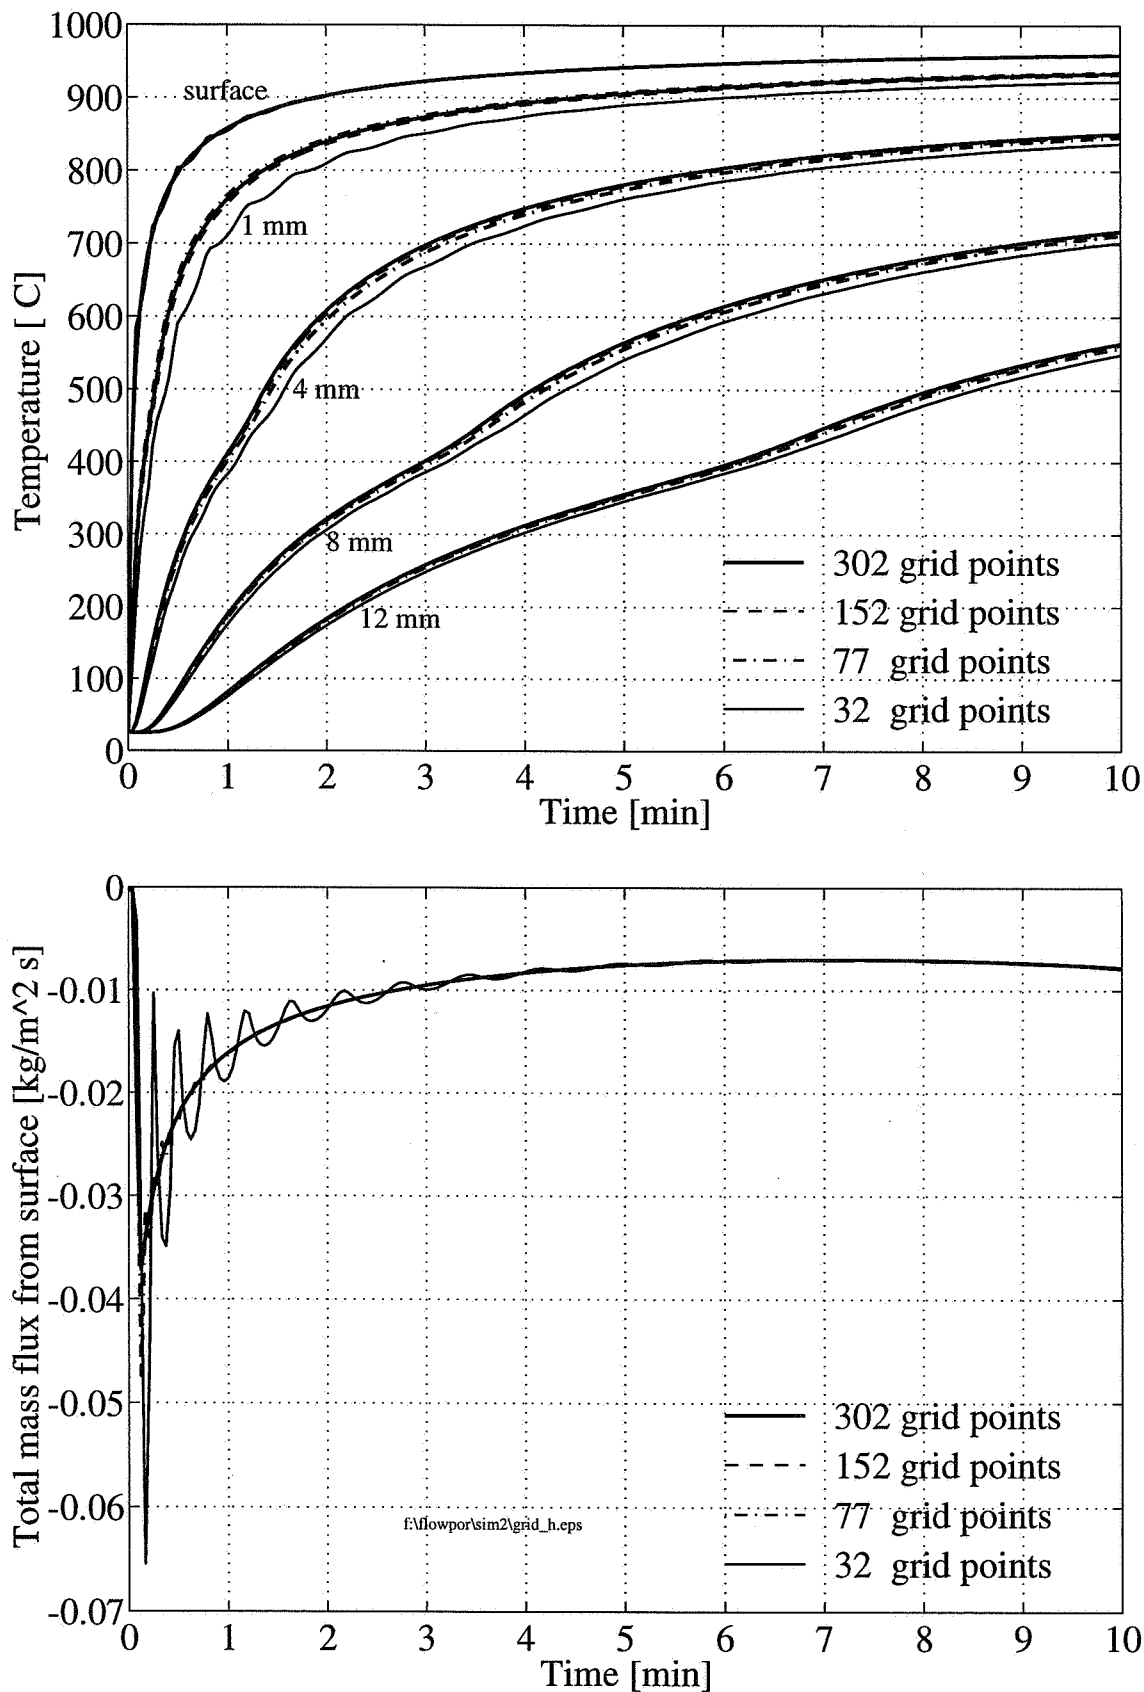 1000
900
800
700
600
500
400
300
200
100
0
Temperature [ C]
surface
1 mm
4 mm
8 mm
12 mm
302 grid points
152 grid points
77 grid points
32 grid points
0 1 2 3 4 5 6 7 8 9 10
Time [min]
0
-0.01
-0.02
-0.03
-0.04
-0.05
-0.06
-0.07
Total mass flux from surface [kg/m^2 s]
302 grid points
152 grid points
77 grid points
32 grid points
f:\flowpor\sim2\grid_h.eps
0 1 2 3 4 5 6 7 8 9 10
Time [min]